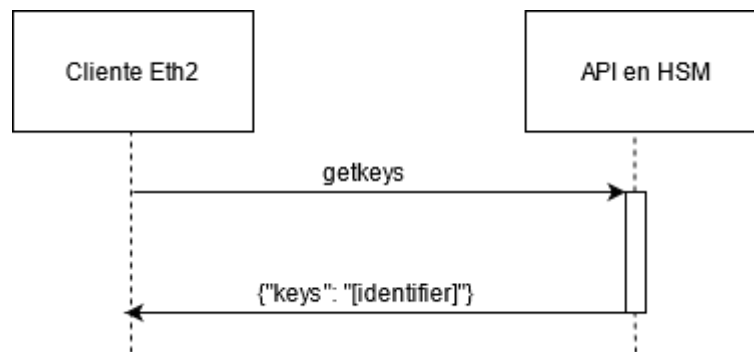 Cliente Eth2
API en HSM
getkeys
{"keys": "[identifier]"}